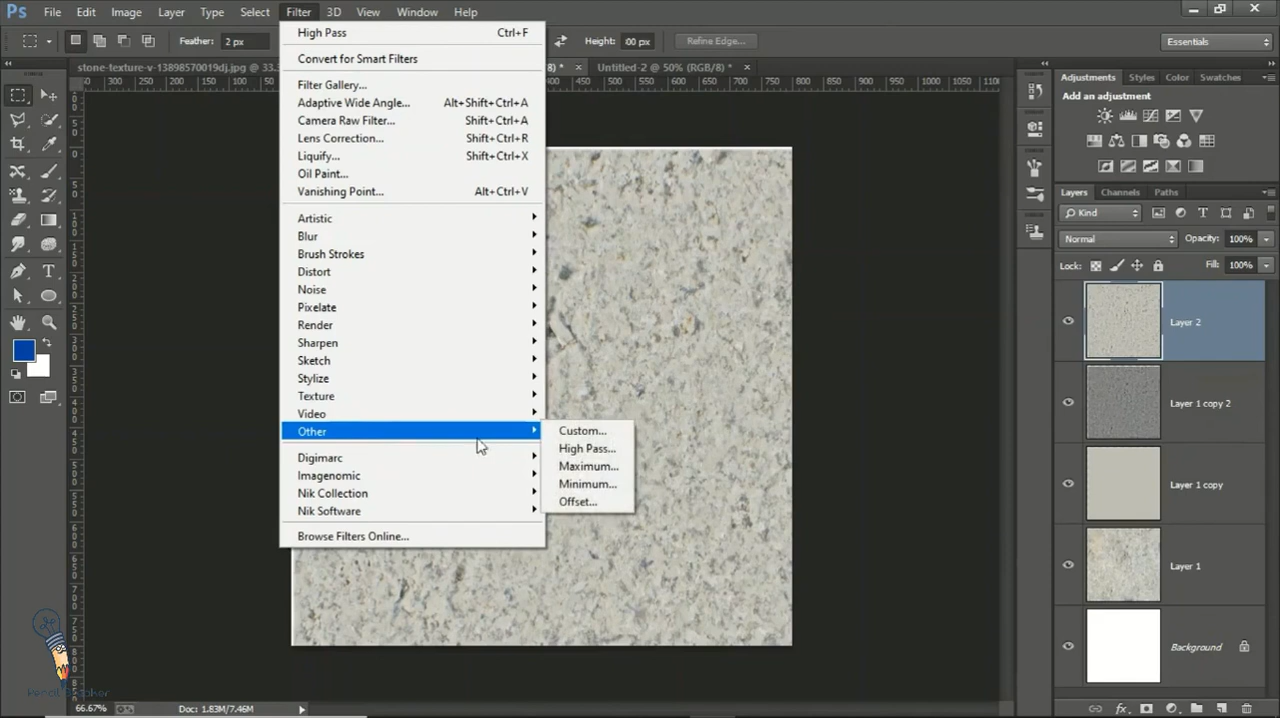 Ps File Edit Image Layer Type Select Filter 3D View Window Help
Feather: 2 px Height: 00 px Refine Edge... Essentials
stone-texture-v-13898570019dj.jpg @ 33.3 8) * × Untitled-2 @ 50% (RGB/8) * ×
High Pass Ctrl+F
Convert for Smart Filters
Filter Gallery...
Adaptive Wide Angle... Alt+Shift+Ctrl+A
Camera Raw Filter... Shift+Ctrl+A
Lens Correction... Shift+Ctrl+R
Liquify... Shift+Ctrl+X
Oil Paint...
Vanishing Point... Alt+Ctrl+V
Artistic
Blur
Brush Strokes
Distort
Noise
Pixelate
Render
Sharpen
Sketch
Stylize
Texture
Video
Other
Digimarc
Imagenomic
Nik Collection
Nik Software
Browse Filters Online...
Custom...
High Pass...
Maximum...
Minimum...
Offset...
Adjustments Styles Color Swatches
Add an adjustment
Layers Channels Paths
Kind
Normal Opacity: 100%
Lock: Fill: 100%
Layer 2
Layer 1 copy 2
Layer 1 copy
Layer 1
Background
66.67% Doc: 1.83M/7.46M